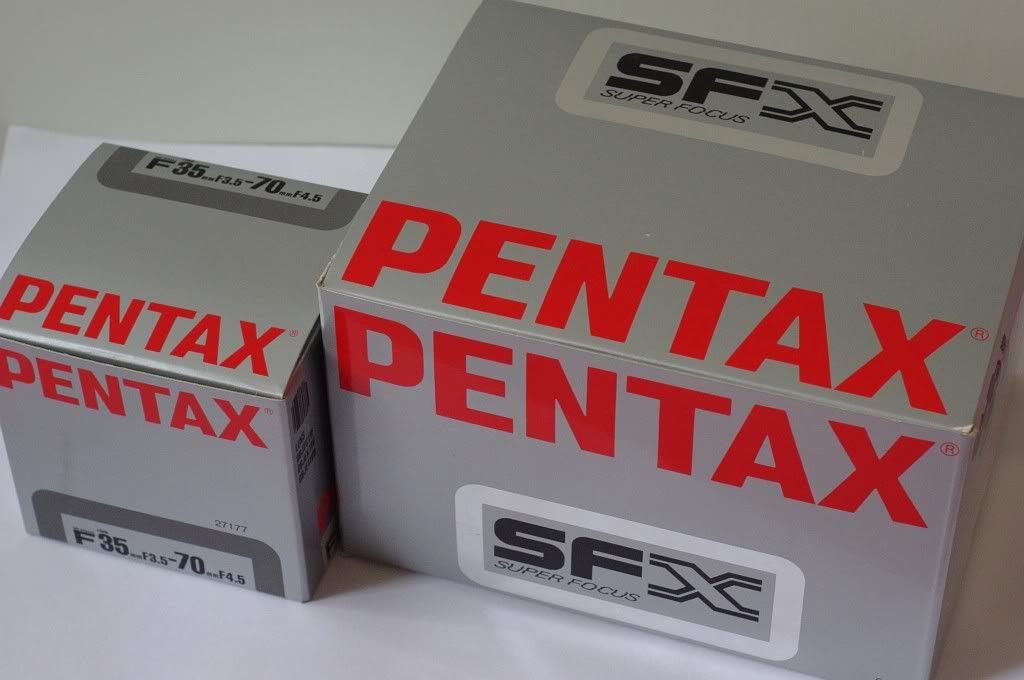 F35mmF3.5-70mmF4.5
PENTAX®
PENTAX®
27177
F35mmF3.5-70mmF4.5
SFX
SUPER FOCUS
PENTAX®
PENTAX®
SFX
SUPER FOCUS